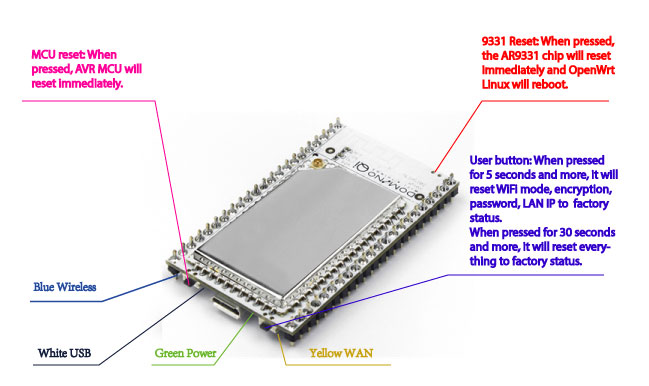 MCU reset: When
pressed, AVR MCU will
reset immediately.
9331 Reset: When pressed,
the AR9331 chip will reset
immediately and OpenWrt
Linux will reboot.
User button: When pressed
for 5 seconds and more, it will
reset WIFI mode, encryption,
password, LAN IP to factory
status.
When pressed for 30 seconds
and more, it will reset every-
thing to factory status.
DOMINO Qi
Blue Wireless
White USB
Green Power
Yellow WAN